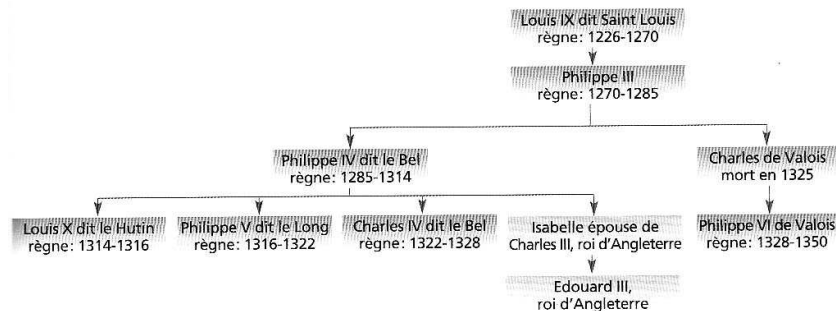 Louis IX dit Saint Louis
règne: 1226-1270
Philippe III
règne: 1270-1285
Philippe IV dit le Bel
règne: 1285-1314
Charles de Valois
mort en 1325
Louis X dit le Hutin
règne: 1314-1316
Philippe V dit le Long
règne: 1316-1322
Charles IV dit le Bel
règne: 1322-1328
Isabelle épouse de
Charles III, roi d'Angleterre
Philippe VI de Valois
règne: 1328-1350
Edouard III,
roi d'Angleterre